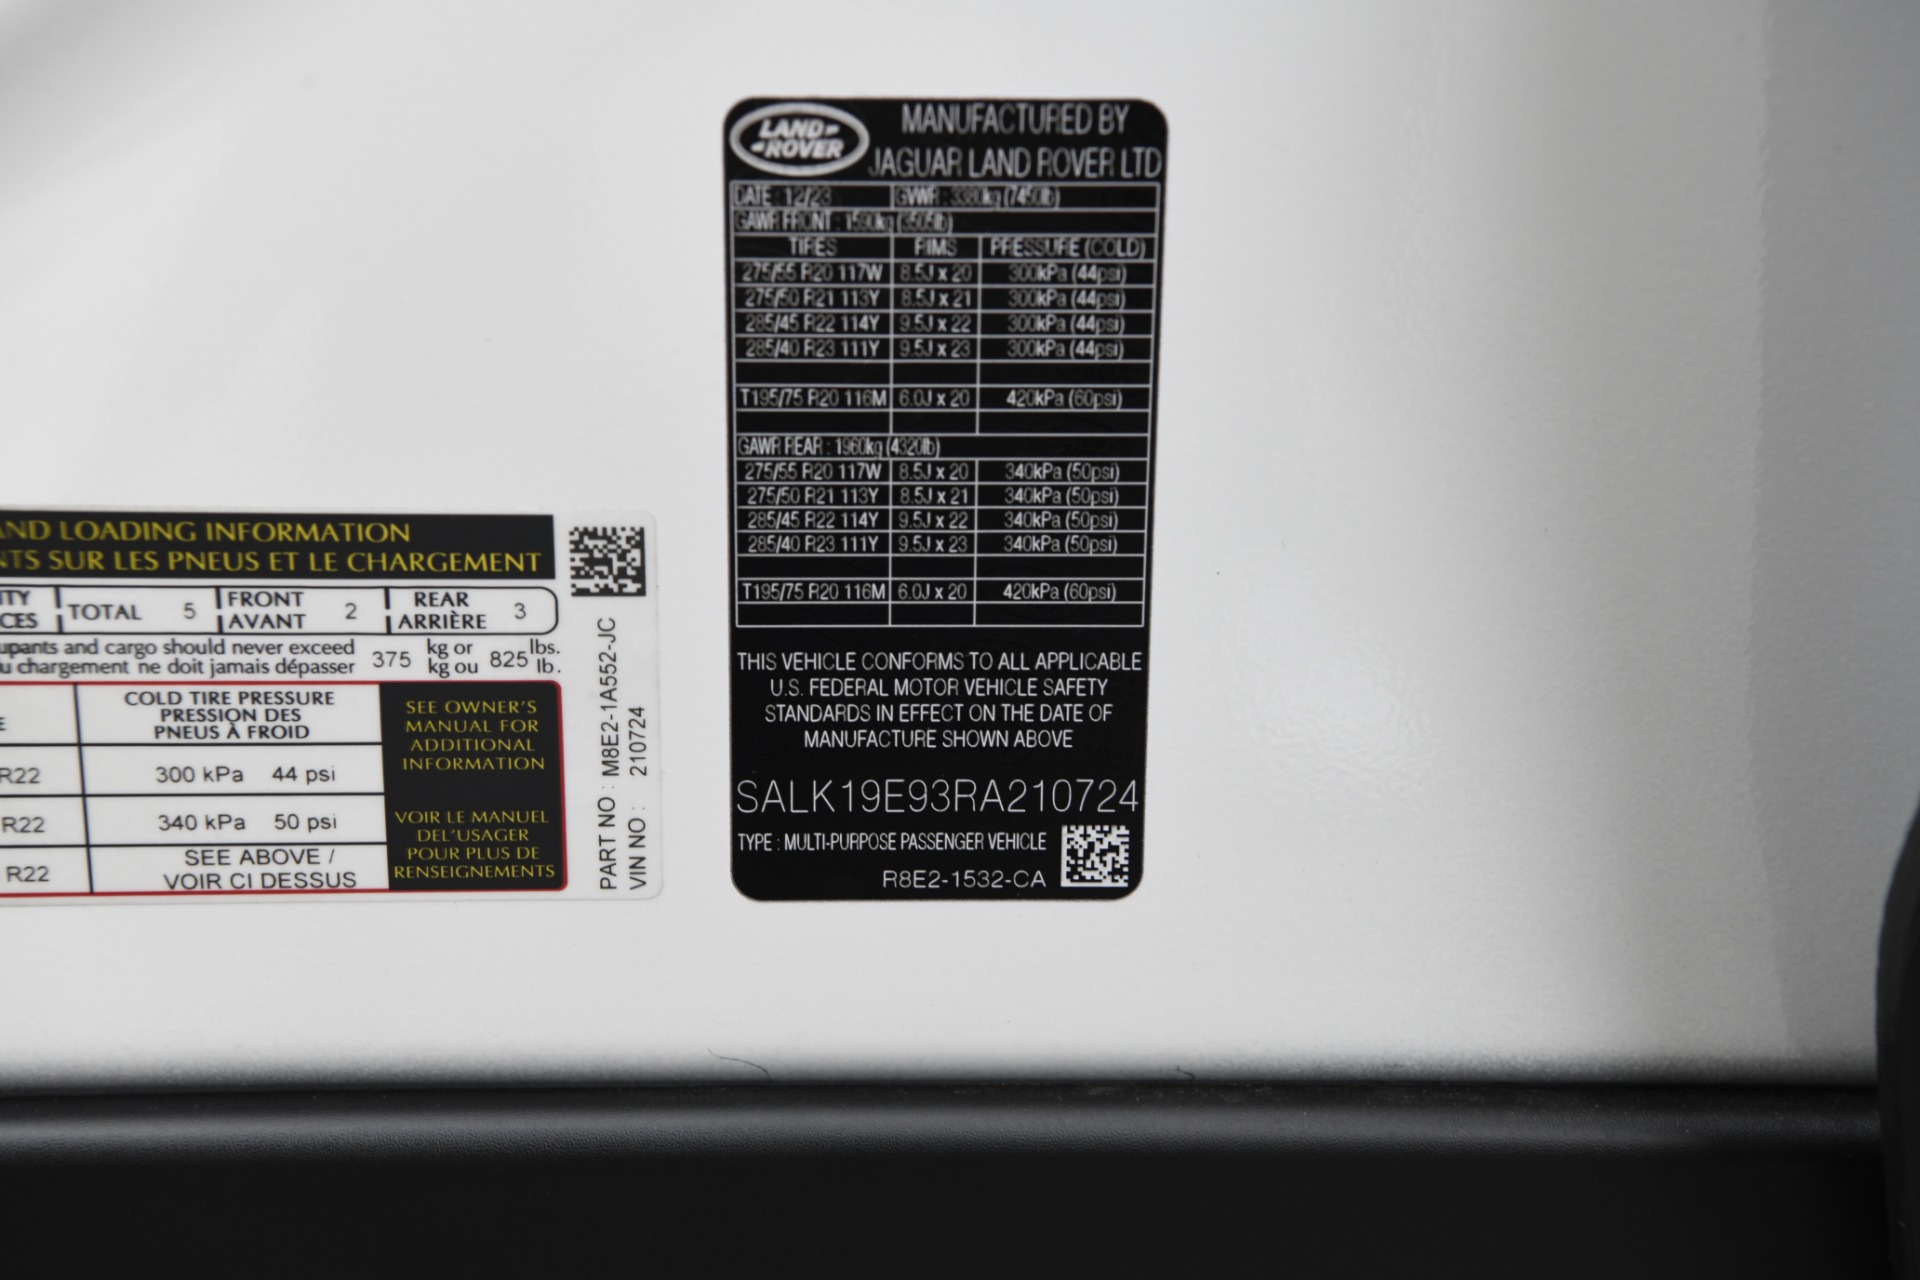 LAND-
-ROVER
MANUFACTURED BY
JAGUAR LAND ROVER LTD
DATE : 12/23 GVWR : 3380kg (7450lb)
GAWR FRONT : 1590kg (3505lb)
TIRES RIMS PRESSURE (COLD)
275/55 R20 117W 8.5J x 20 300kPa (44psi)
275/50 R21 113Y 8.5J x 21 300kPa (44psi)
285/45 R22 114Y 9.5J x 22 300kPa (44psi)
285/40 R23 111Y 9.5J x 23 300kPa (44psi)
T195/75 R20 116M 6.0J x 20 420kPa (60psi)
GAWR REAR : 1960kg (4320lb)
275/55 R20 117W 8.5J x 20 340kPa (50psi)
275/50 R21 113Y 8.5J x 21 340kPa (50psi)
285/45 R22 114Y 9.5J x 22 340kPa (50psi)
285/40 R23 111Y 9.5J x 23 340kPa (50psi)
T195/75 R20 116M 6.0J x 20 420kPa (60psi)
THIS VEHICLE CONFORMS TO ALL APPLICABLE
U.S. FEDERAL MOTOR VEHICLE SAFETY
STANDARDS IN EFFECT ON THE DATE OF
MANUFACTURE SHOWN ABOVE
SALK19E93RA210724
TYPE : MULTI-PURPOSE PASSENGER VEHICLE
R8E2-1532-CA
AND LOADING INFORMATION
NTS SUR LES PNEUS ET LE CHARGEMENT
ITY
CES
TOTAL 5
FRONT
AVANT 2
REAR
ARRIÈRE 3
upants and cargo should never exceed
u chargement ne doit jamais dépasser
375 kg or
kg ou 825 lbs.
lb.
E
COLD TIRE PRESSURE
PRESSION DES
PNEUS À FROID
R22 300 kPa 44 psi
R22 340 kPa 50 psi
R22 SEE ABOVE /
VOIR CI DESSUS
SEE OWNER'S
MANUAL FOR
ADDITIONAL
INFORMATION
VOIR LE MANUEL
DEL'USAGER
POUR PLUS DE
RENSEIGNEMENTS
PART NO : M8E2-1A552-JC
VIN NO : 210724